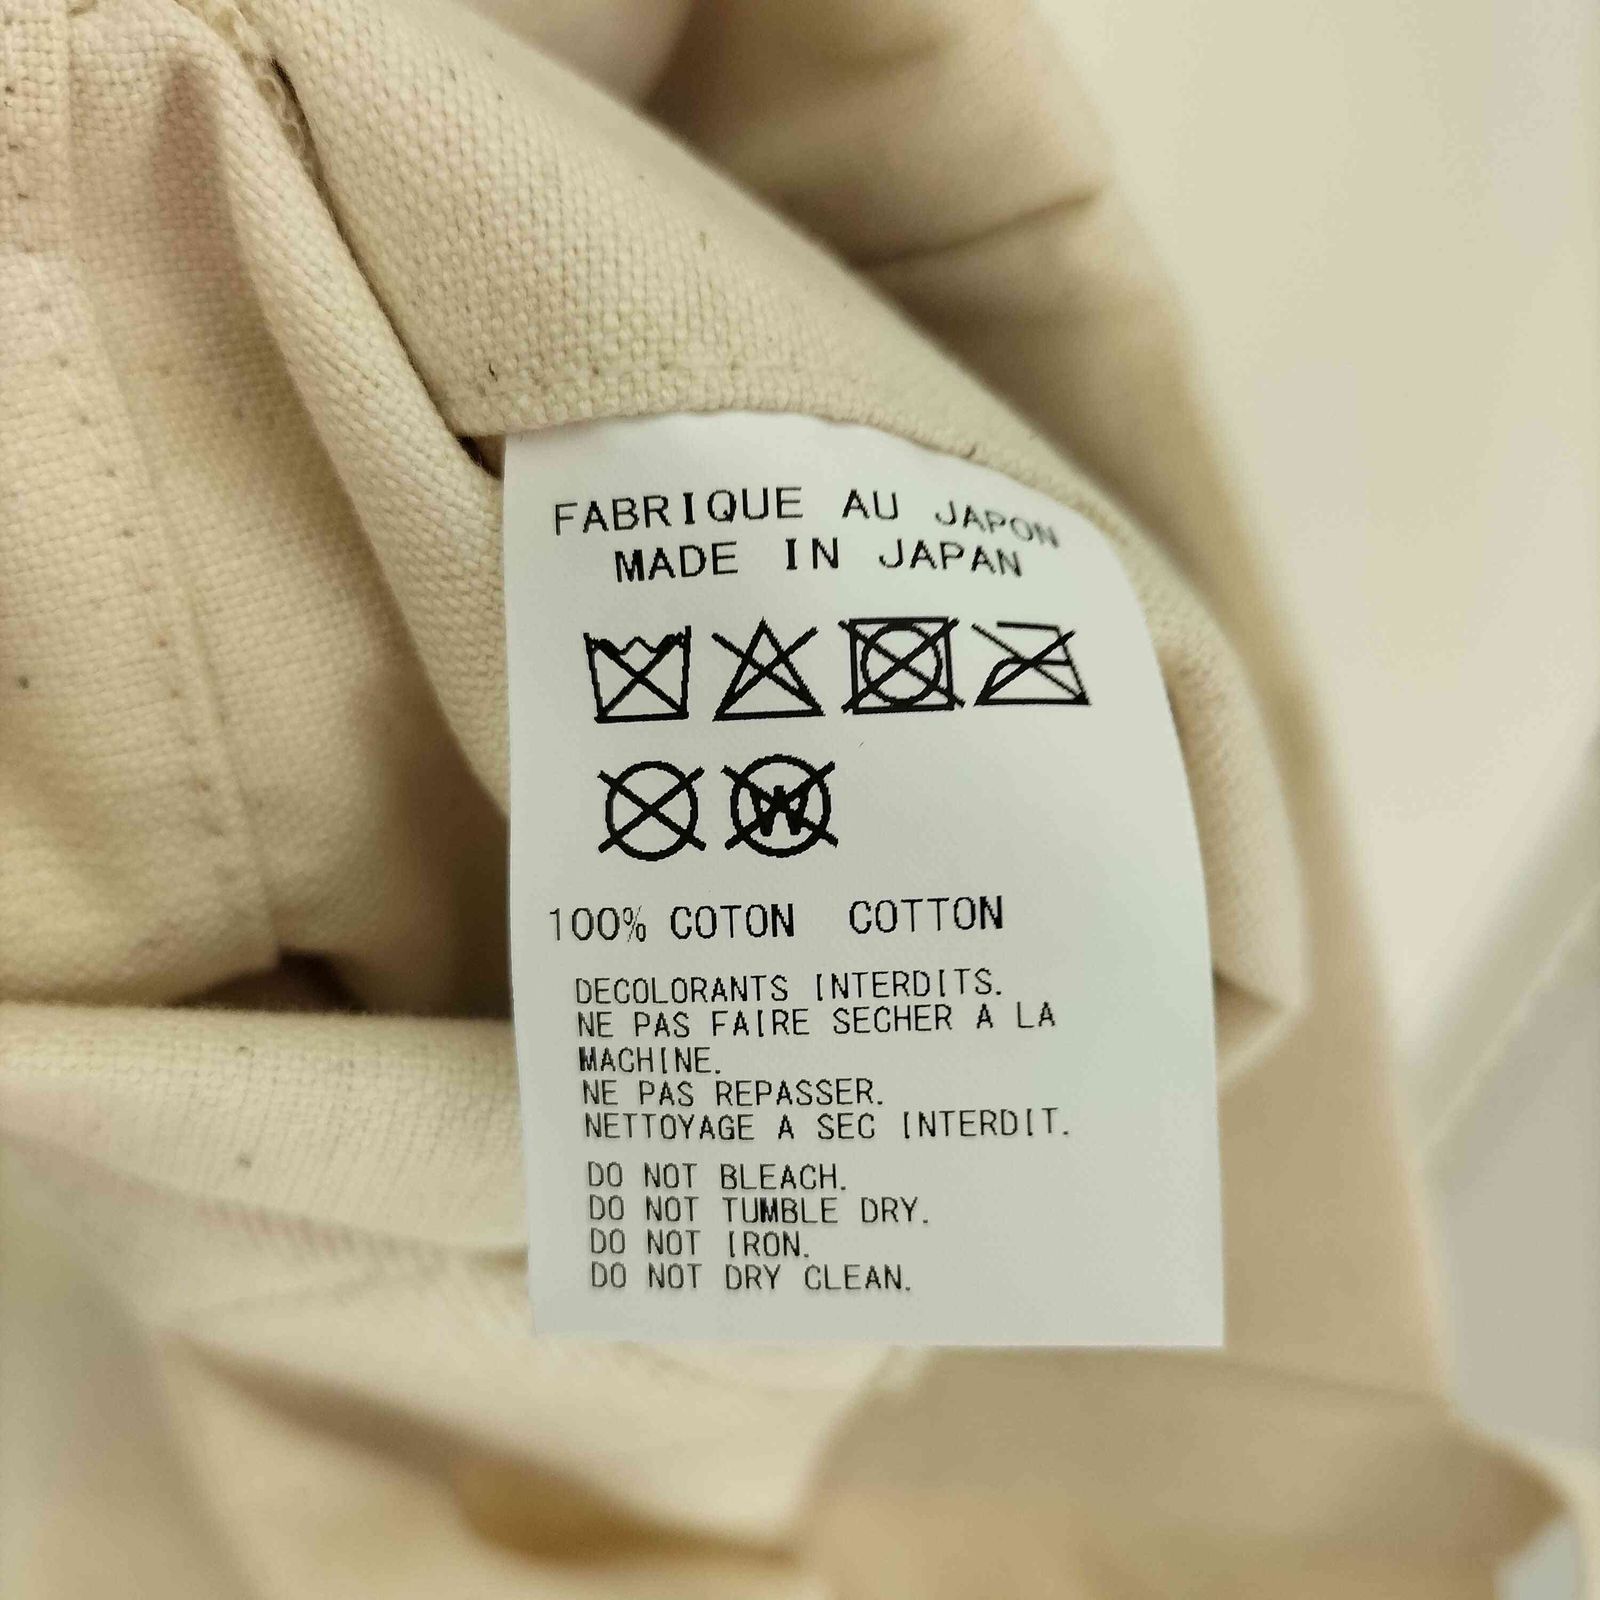 FABRIQUE AU JAPON
MADE IN JAPAN
W
100% COTON COTTON
DECOLORANTS INTERDITS.
NE PAS FAIRE SECHER A LA
MACHINE.
NE PAS REPASSER.
NETTOYAGE A SEC INTERDIT.
DO NOT BLEACH.
DO NOT TUMBLE DRY.
DO NOT IRON.
DO NOT DRY CLEAN.